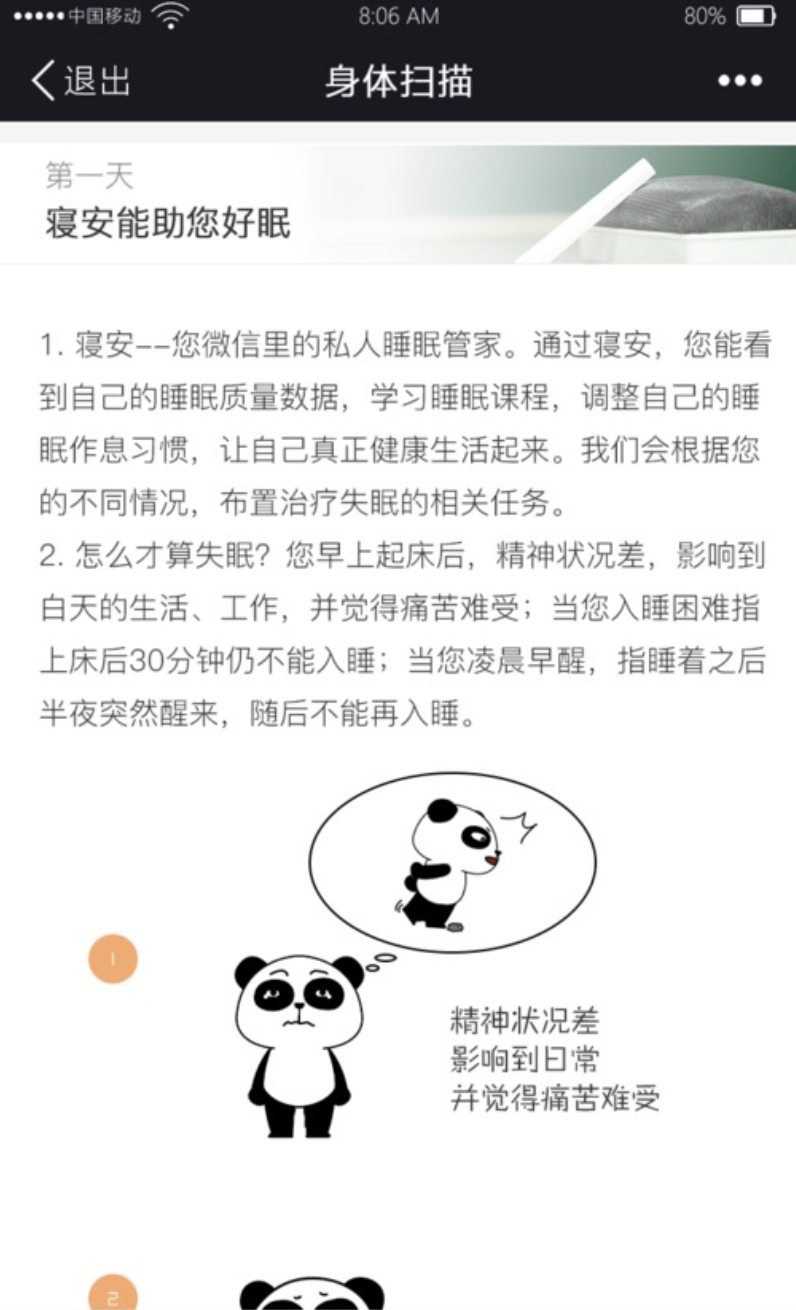 中国移动
8:06 AM
80%
退出
身体扫描
第一天
寝安能助您好眠
1. 寝安--您微信里的私人睡眠管家。通过寝安，您能看
到自己的睡眠质量数据，学习睡眠课程，调整自己的睡
眠作息习惯，让自己真正健康生活起来。我们会根据您
的不同情况，布置治疗失眠的相关任务。
2. 怎么才算失眠？您早上起床后，精神状况差，影响到
白天的生活、工作，并觉得痛苦难受；当您入睡困难指
上床后30分钟仍不能入睡；当您凌晨早醒，指睡着之后
半夜突然醒来，随后不能再入睡。
1
精神状况差
影响到日常
并觉得痛苦难受
2